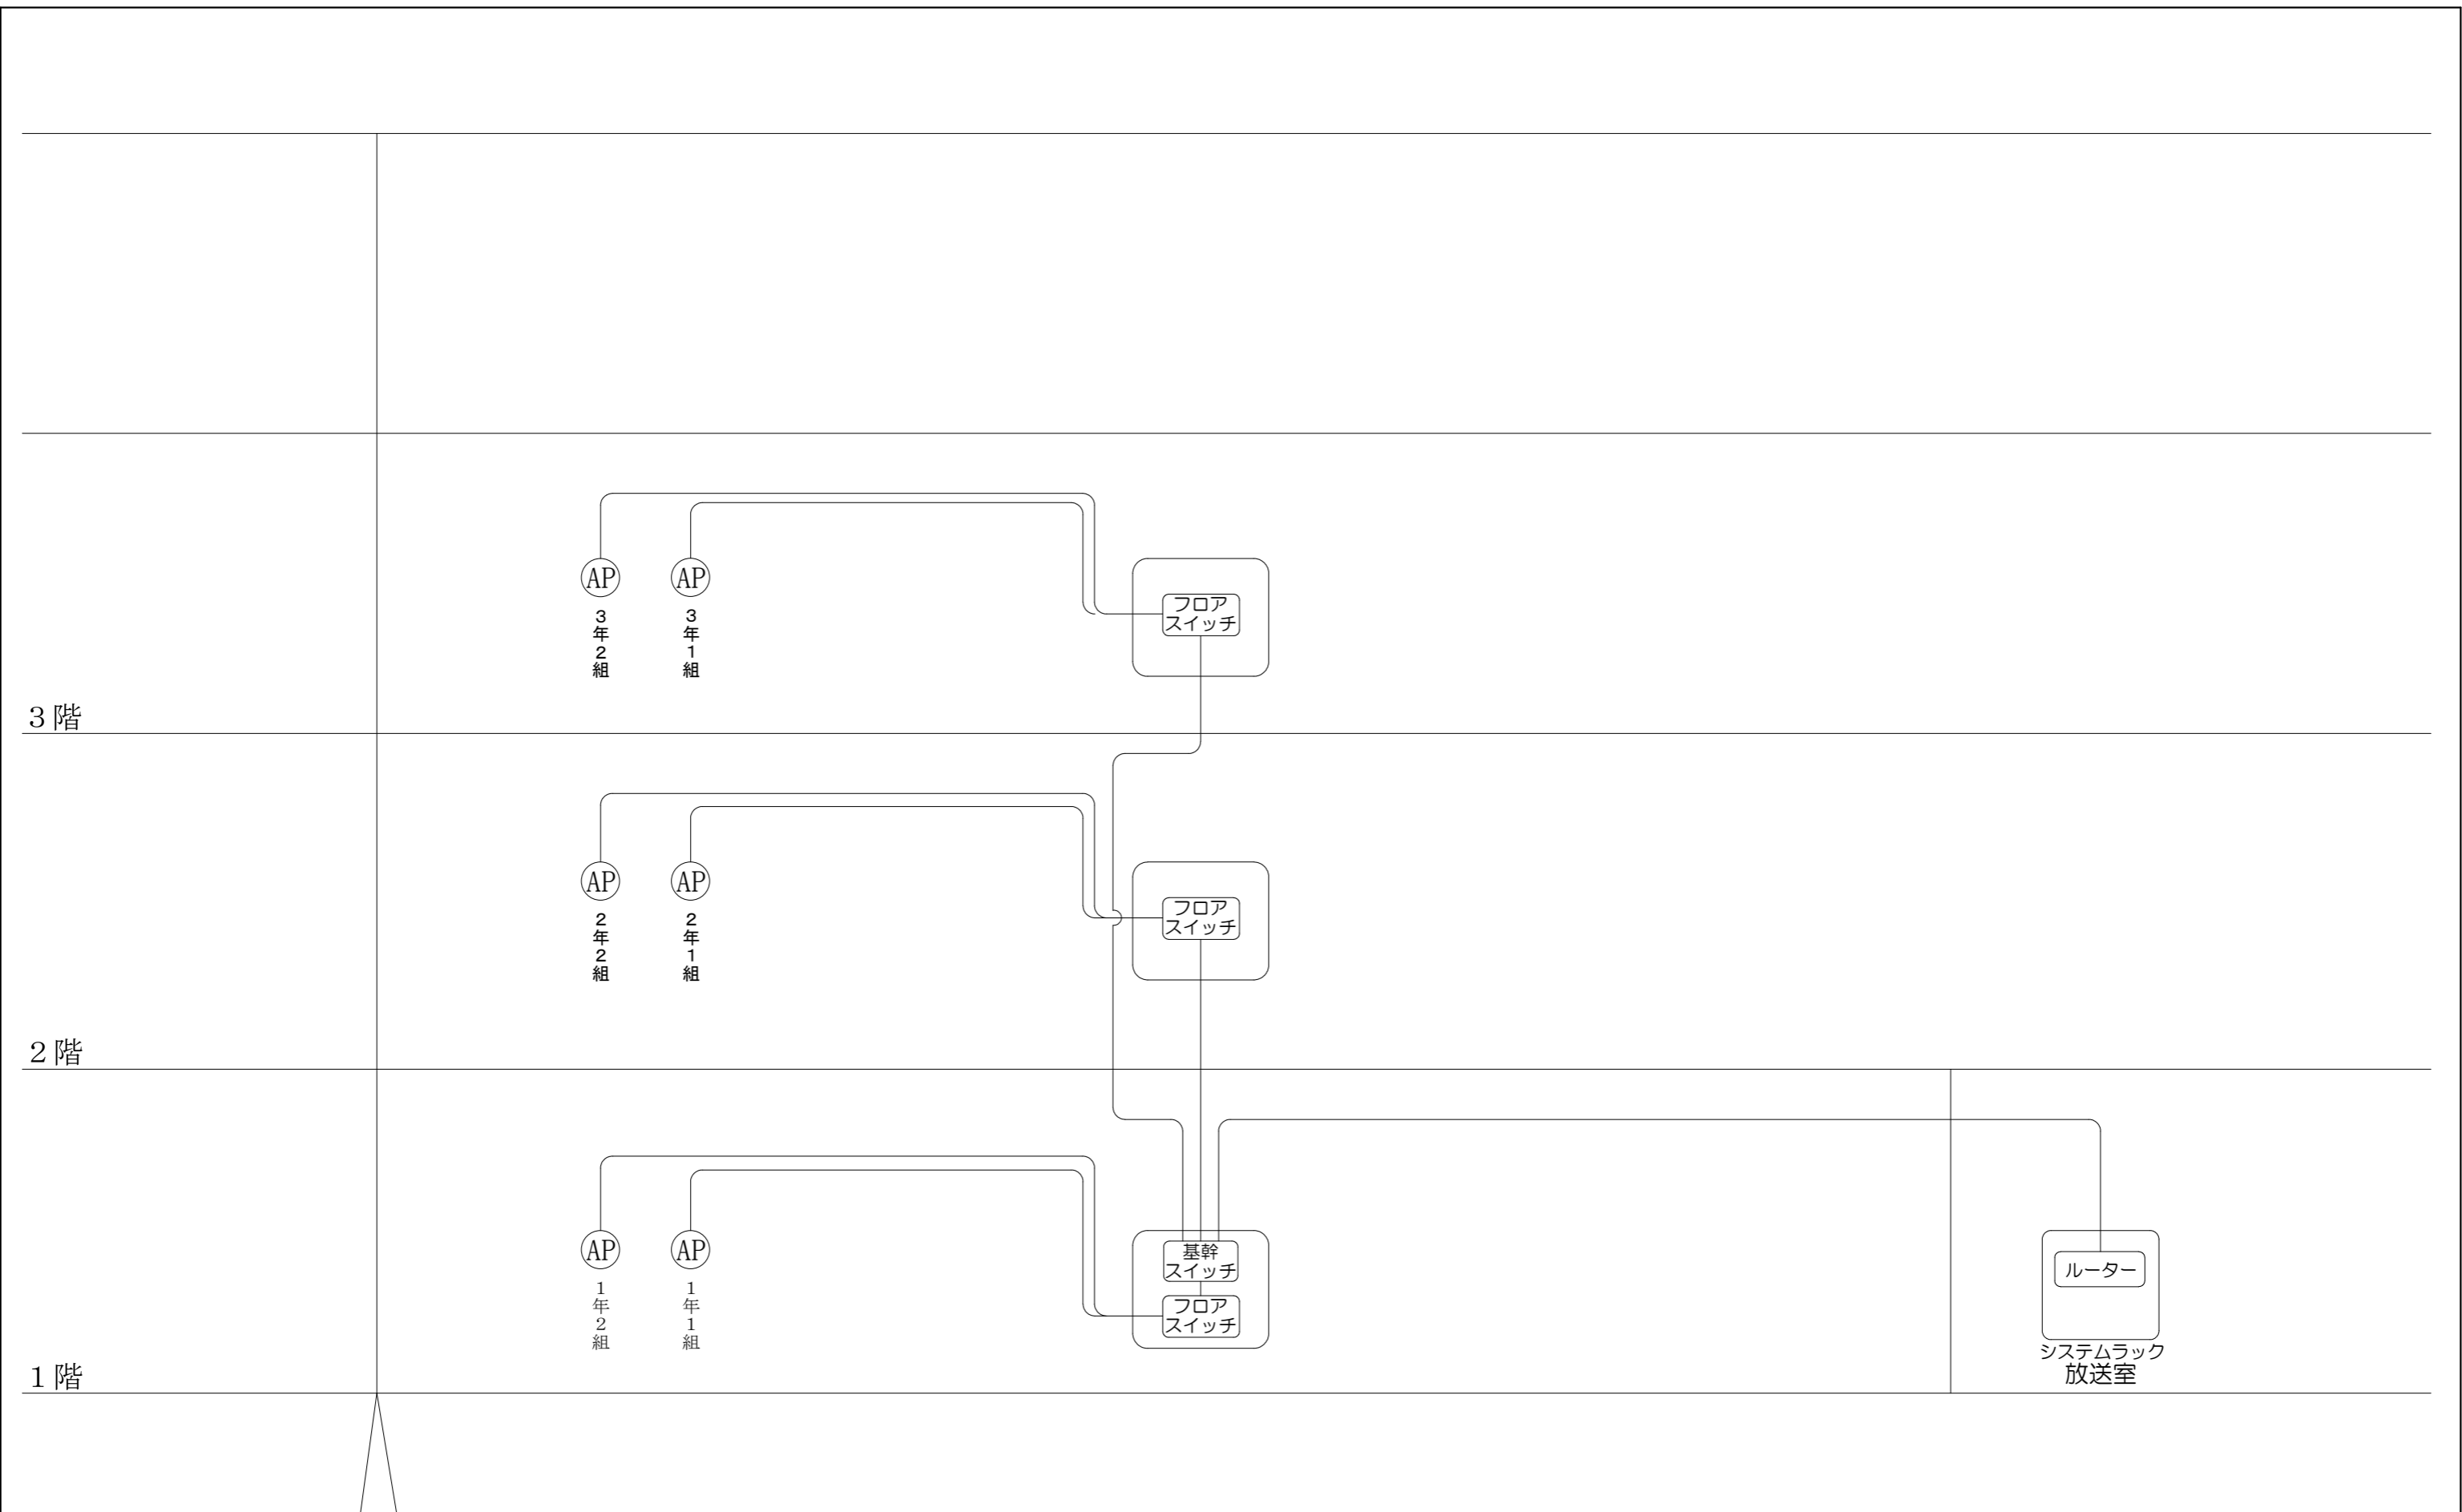 AP
AP
3年2組
3年1組
フロア
スイッチ
3階
AP
AP
2年2組
2年1組
フロア
スイッチ
2階
AP
AP
1年2組
1年1組
基幹
スイッチ
フロア
スイッチ
ルーター
システムラック
放送室
1階